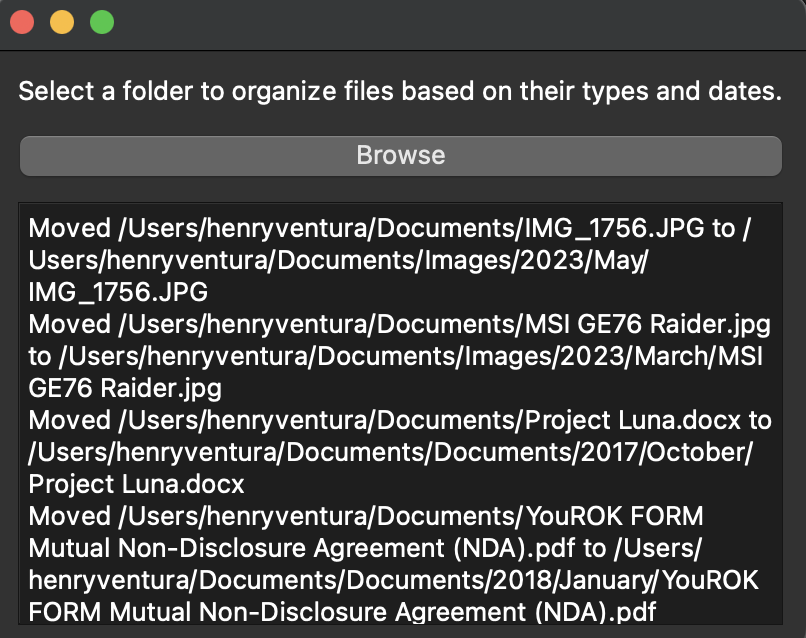 Select a folder to organize files based on their types and dates.
Browse
Moved /Users/henryventura/Documents/IMG_1756.JPG to /
Users/henryventura/Documents/Images/2023/May/
IMG_1756.JPG
Moved /Users/henryventura/Documents/MSI GE76 Raider.jpg
to /Users/henryventura/Documents/Images/2023/March/MSI
GE76 Raider.jpg
Moved /Users/henryventura/Documents/Project Luna.docx to
/Users/henryventura/Documents/Documents/2017/October/
Project Luna.docx
Moved /Users/henryventura/Documents/YouROK FORM
Mutual Non-Disclosure Agreement (NDA).pdf to /Users/
henryventura/Documents/Documents/2018/January/YouROK
FORM Mutual Non-Disclosure Agreement (NDA).pdf